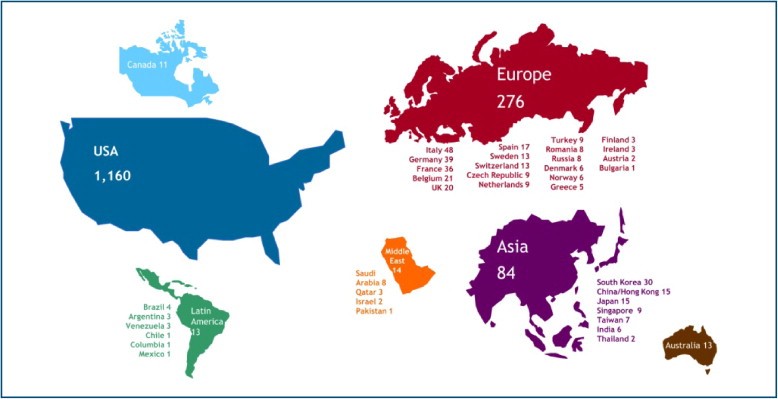 Canada 11
USA
1,160
Europe
276
Italy 48
Germany 39
France 36
Belgium 21
UK 20
Spain 17
Sweden 13
Switzerland 13
Czech Republic 9
Netherlands 9
Turkey 9
Romania 8
Russia 8
Denmark 6
Norway 6
Greece 5
Finland 3
Ireland 3
Austria 2
Bulgaria 1
Middle
East
14
Saudi
Arabia 8
Qatar 3
Israel 2
Pakistan 1
Asia
84
South Korea 30
China/Hong Kong 15
Japan 15
Singapore 9
Taiwan 7
India 6
Thailand 2
Latin
America
13
Brazil 4
Argentina 3
Venezuela 3
Chile 1
Columbia 1
Mexico 1
Australia 13